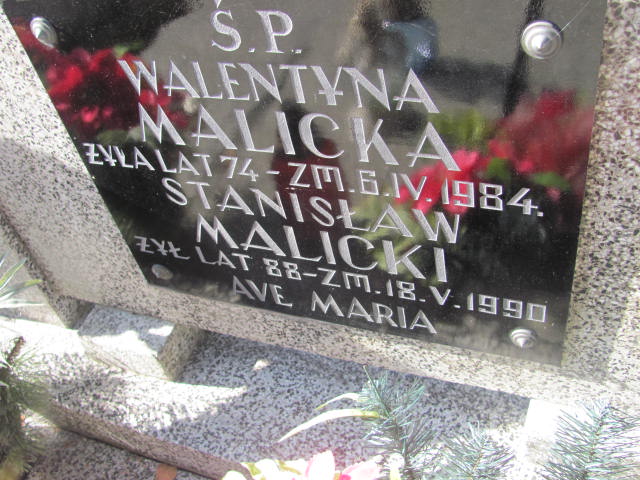 Ś.P.
WALENTYNA
MALICKA
ŻYŁA LAT 74 - ZM. 6.IV.1984.
STANISŁAW
MALICKI
ŻYŁ LAT 88 - ZM. 18.V.1990
AVE MARIA